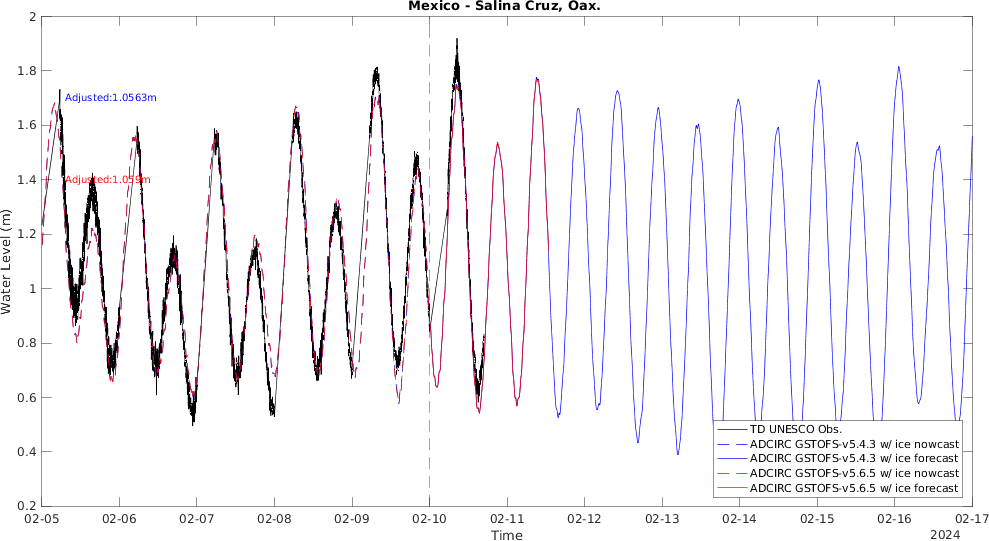 Mexico - Salina Cruz, Oax.
Water Level (m)
2
1.8
1.6
1.4
1.2
1
0.8
0.6
0.4
0.2
Adjusted:1.0563m
Adjusted:1.059m
TD UNESCO Obs.
ADCIRC GSTOFS-v5.4.3 w/ ice nowcast
ADCIRC GSTOFS-v5.4.3 w/ ice forecast
ADCIRC GSTOFS-v5.6.5 w/ ice nowcast
ADCIRC GSTOFS-v5.6.5 w/ ice forecast
02-05 02-06 02-07 02-08 02-09 02-10 02-11 02-12 02-13 02-14 02-15 02-16 02-17
Time
2024